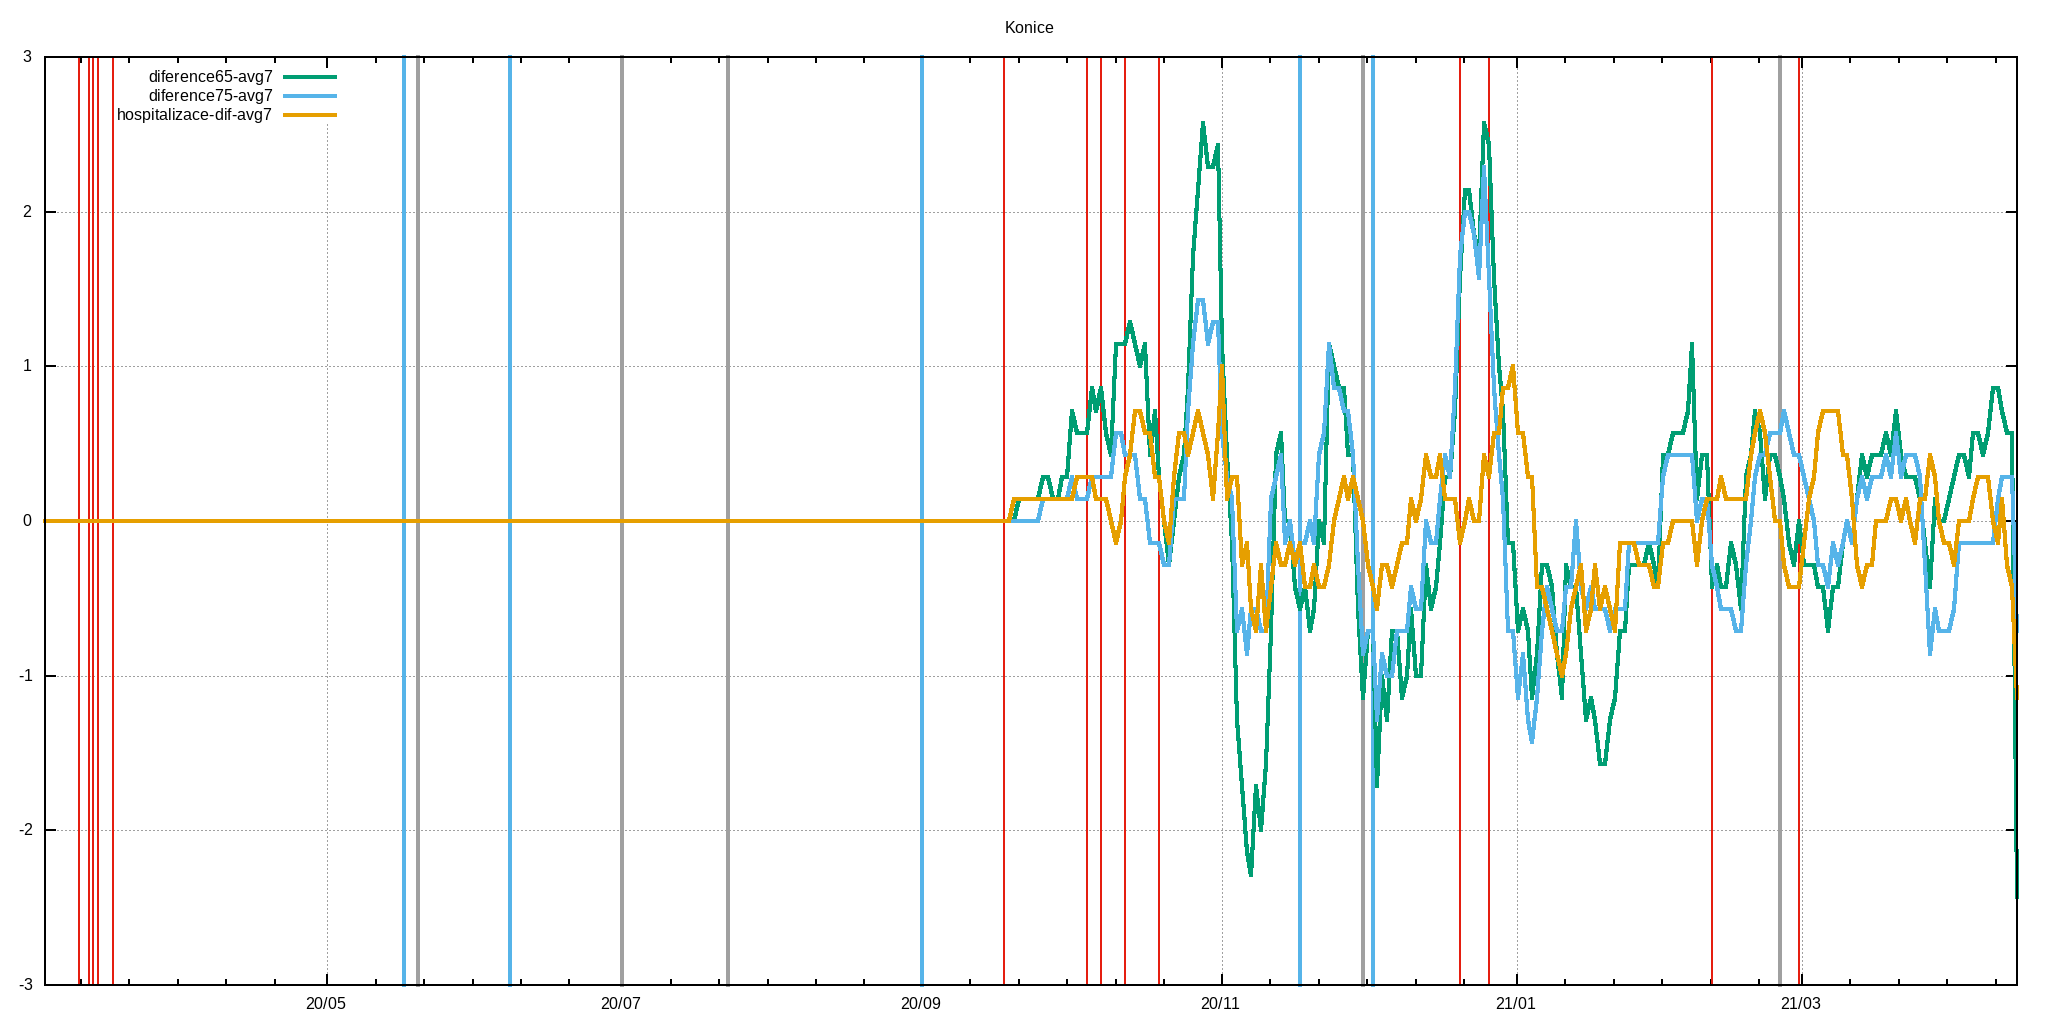 Konice
3
diference65-avg7
diference75-avg7
hospitalizace-dif-avg7
2
1
0
-1
-2
-3
20/05 20/07 20/09 20/11 21/01 21/03